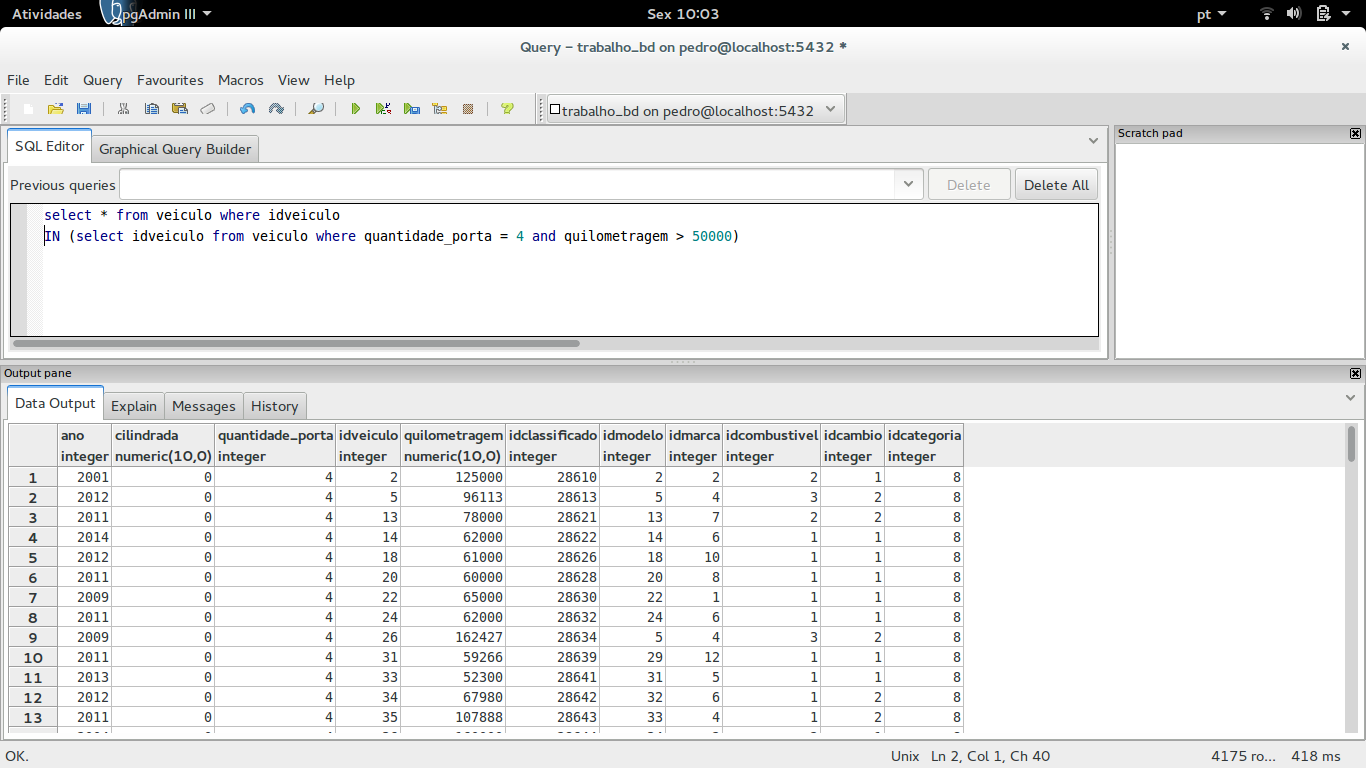 Atividades pgAdmin III Sex 10:03 pt
Query - trabalho_bd on pedro@localhost:5432 *
File Edit Query Favourites Macros View Help
trabalho_bd on pedro@localhost:5432
SQL Editor Graphical Query Builder
Scratch pad
Previous queries Delete Delete All
select * from veiculo where idveiculo
IN (select idveiculo from veiculo where quantidade_porta = 4 and quilometragem > 50000)
Output pane
Data Output Explain Messages History
ano cilindrada quantidade_porta idveiculo quilometragem idclassificado idmodelo idmarca idcombustivel idcambio idcategoria
integer numeric(10,0) integer integer numeric(10,0) integer integer integer integer integer integer
1 2001 0 4 2 125000 28610 2 2 2 1 8
2 2012 0 4 5 96113 28613 5 4 3 2 8
3 2011 0 4 13 78000 28621 13 7 2 2 8
4 2014 0 4 14 62000 28622 14 6 1 1 8
5 2012 0 4 18 61000 28626 18 10 1 1 8
6 2011 0 4 20 60000 28628 20 8 1 1 8
7 2009 0 4 22 65000 28630 22 1 1 1 8
8 2011 0 4 24 62000 28632 24 6 1 1 8
9 2009 0 4 26 162427 28634 5 4 3 2 8
10 2011 0 4 31 59266 28639 29 12 1 1 8
11 2013 0 4 33 52300 28641 31 5 1 1 8
12 2012 0 4 34 67980 28642 32 6 1 2 8
13 2011 0 4 35 107888 28643 33 4 1 2 8
OK. Unix Ln 2, Col 1, Ch 40 4175 ro... 418 ms